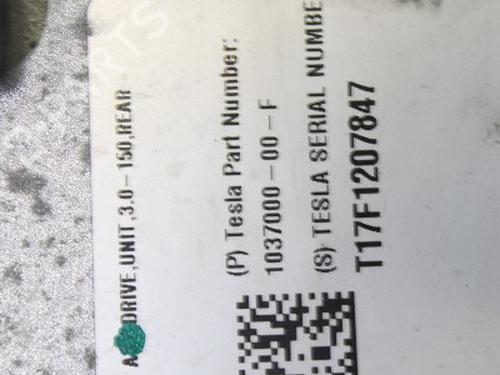 DRIVE,UNIT,3.0-150,REAR
(P) Tesla Part Number:
1037000-00-F
(S) TESLA SERIAL NUMBE
T17F1207847